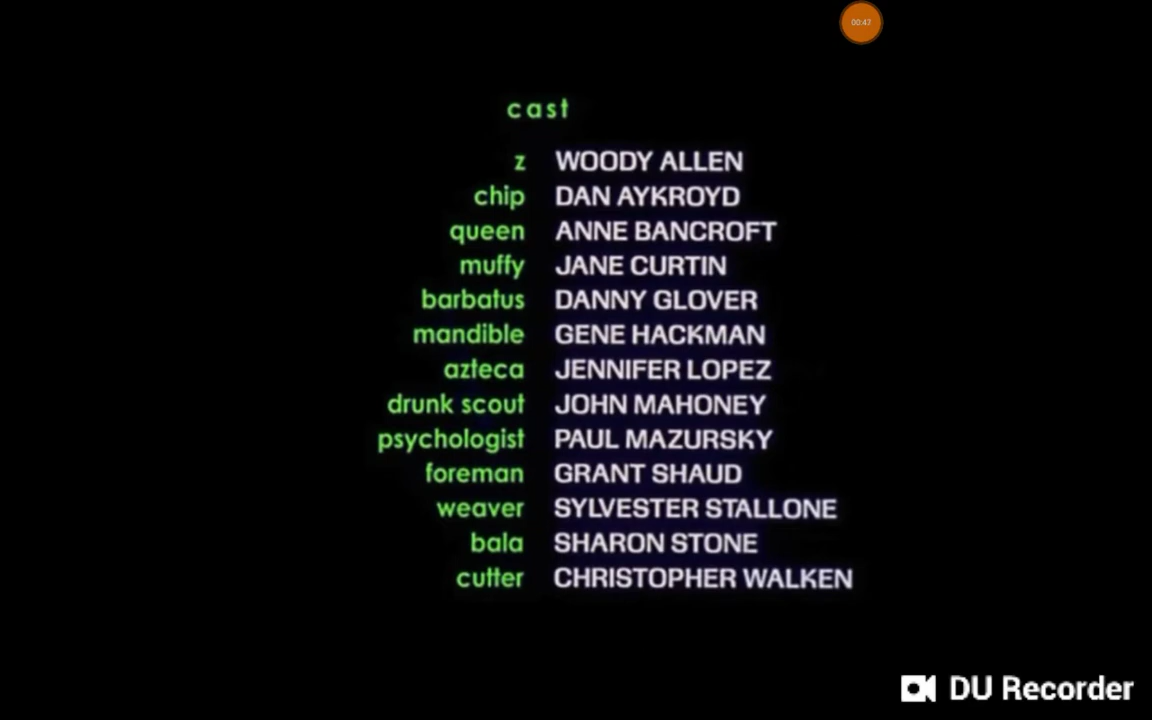 00:47
cast
z WOODY ALLEN
chip DAN AYKROYD
queen ANNE BANCROFT
muffy JANE CURTIN
barbatus DANNY GLOVER
mandible GENE HACKMAN
azteca JENNIFER LOPEZ
drunk scout JOHN MAHONEY
psychologist PAUL MAZURSKY
foreman GRANT SHAUD
weaver SYLVESTER STALLONE
bala SHARON STONE
cutter CHRISTOPHER WALKEN
DU Recorder